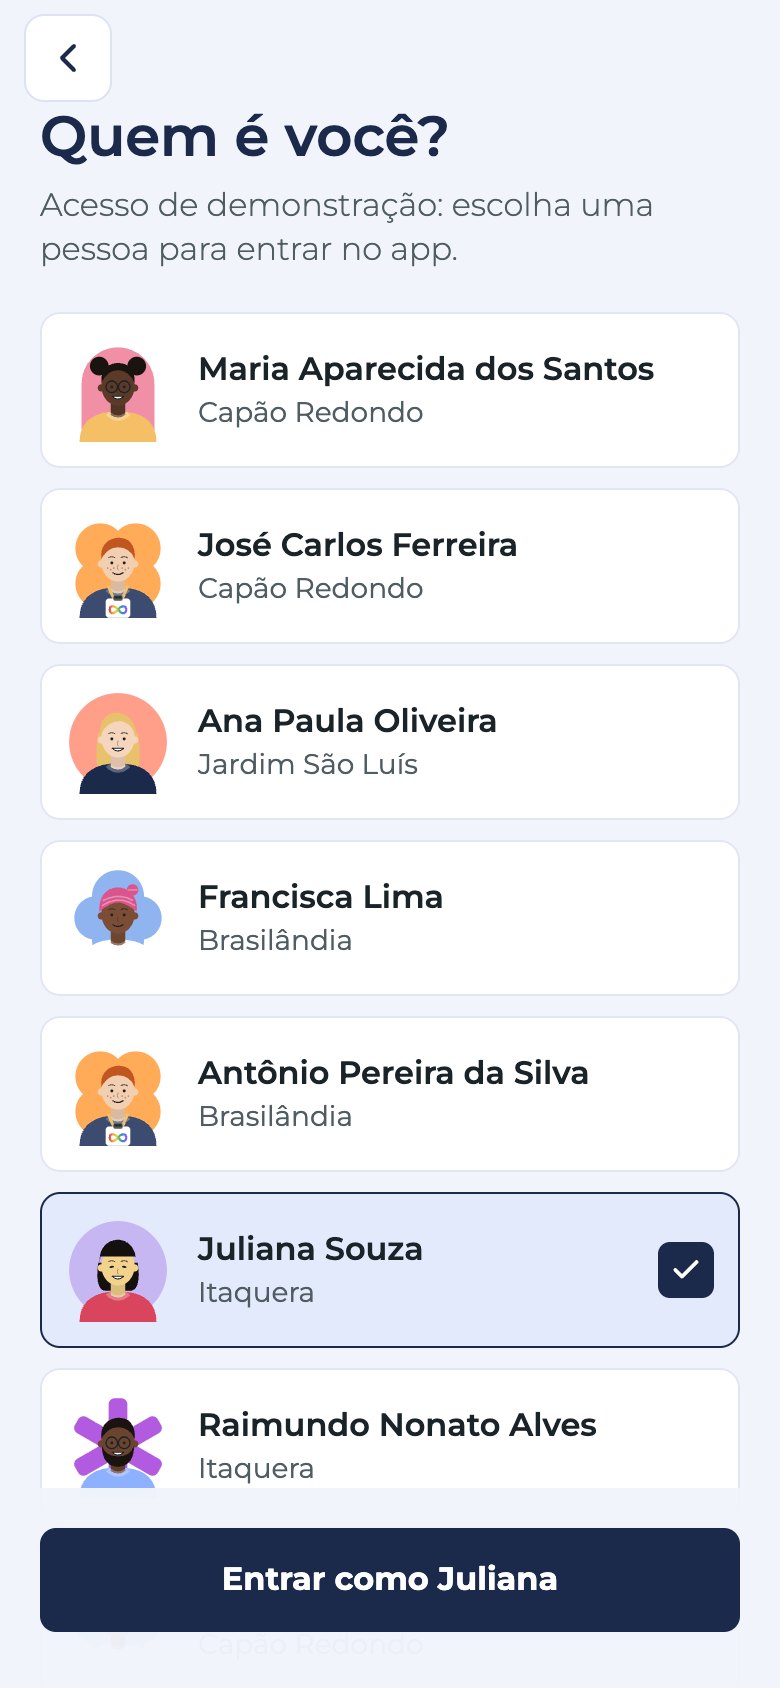 Quem é você?
Acesso de demonstração: escolha uma
pessoa para entrar no app.
Maria Aparecida dos Santos
Capão Redondo
José Carlos Ferreira
Capão Redondo
Ana Paula Oliveira
Jardim São Luís
Francisca Lima
Brasilândia
Antônio Pereira da Silva
Brasilândia
Juliana Souza
Itaquera
Raimundo Nonato Alves
Itaquera
Entrar como Juliana
Capão Redondo